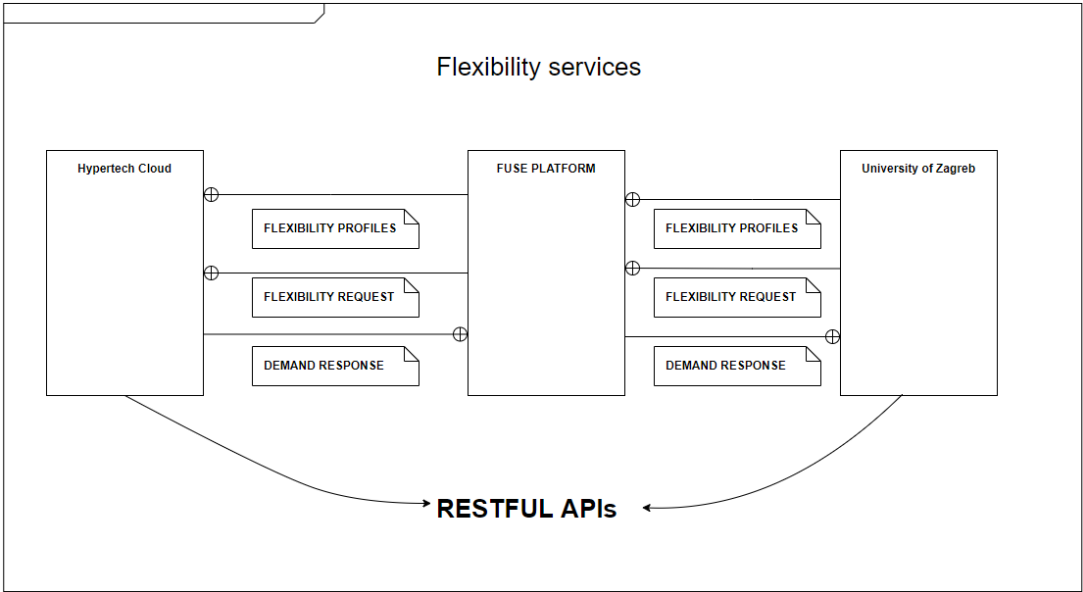 Flexibility services
Hypertech Cloud
FUSE PLATFORM
University of Zagreb
FLEXIBILITY PROFILES
FLEXIBILITY PROFILES
FLEXIBILITY REQUEST
FLEXIBILITY REQUEST
DEMAND RESPONSE
DEMAND RESPONSE
RESTFUL APIs